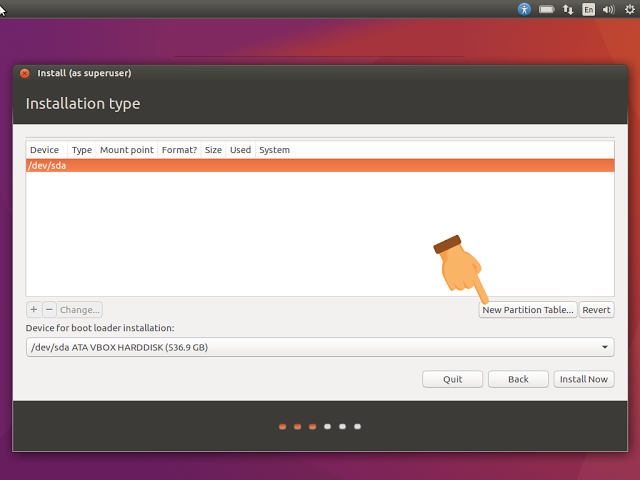 En
Install (as superuser)
Installation type
Device Type Mount point Format? Size Used System
/dev/sda
+ − Change... New Partition Table... Revert
Device for boot loader installation:
/dev/sda ATA VBOX HARDDISK (536.9 GB)
Quit Back Install Now